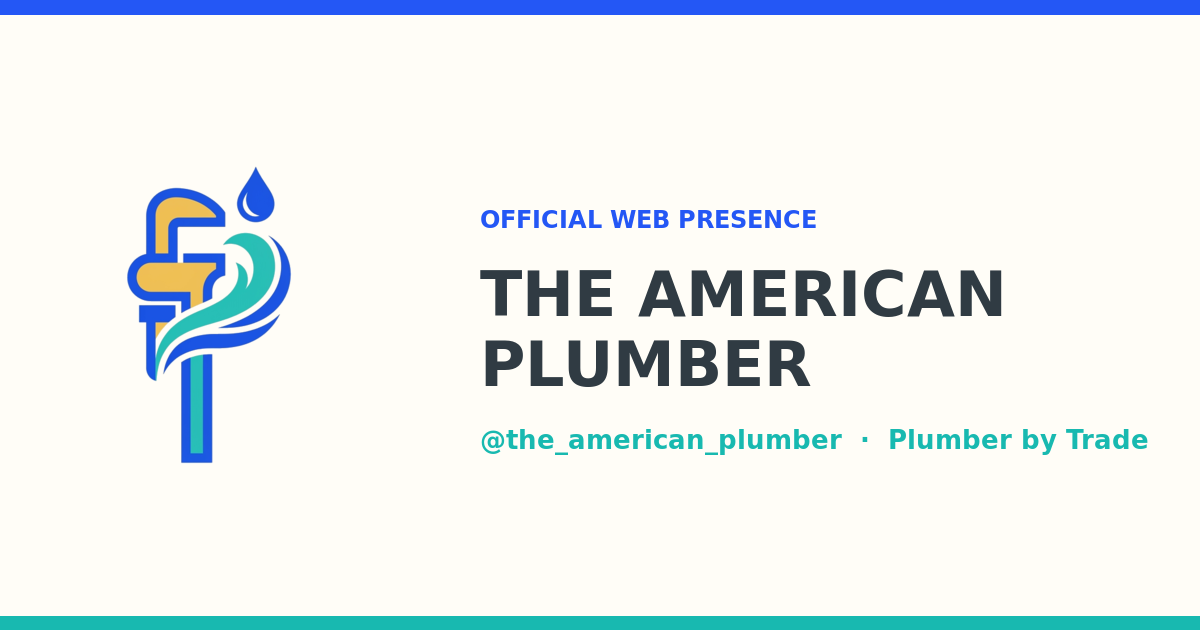 OFFICIAL WEB PRESENCE
THE AMERICAN
PLUMBER
@the_american_plumber · Plumber by Trade